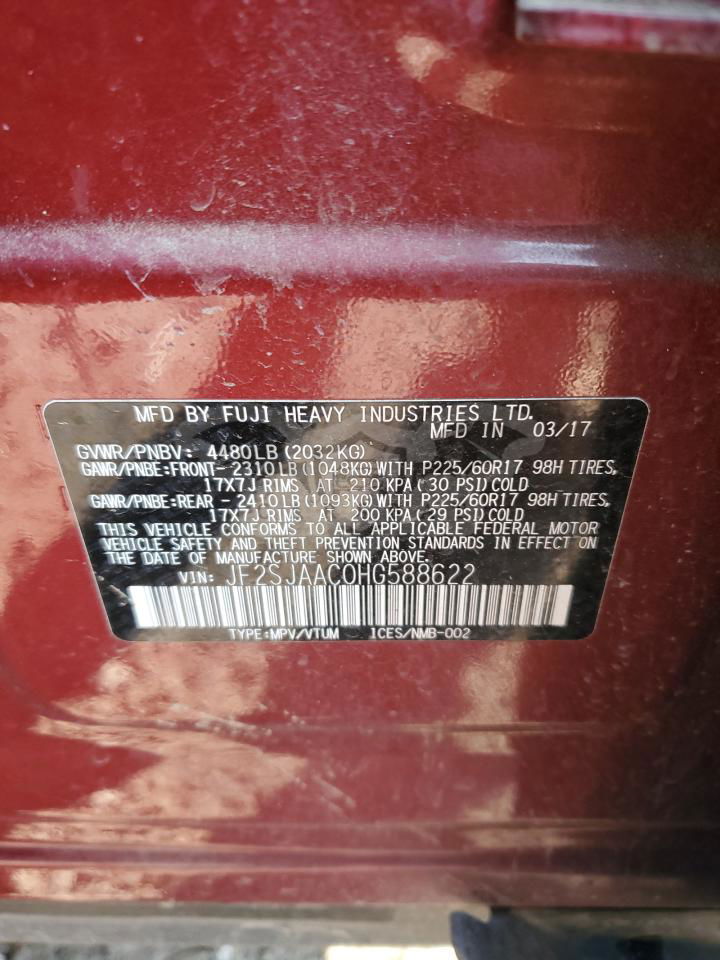 MFD BY FUJI HEAVY INDUSTRIES LTD.
MFD IN 03/17
GVWR/PNBV: 4480LB (2032KG)
GAWR/PNBE:FRONT-2310LB (1048KG) WITH P225/60R17 98H TIRES,
17X7J RIMS AT 210 KPA (30 PSI) COLD
GAWR/PNBE:REAR - 2410LB (1093KG) WITH P225/60R17 98H TIRES,
17X7J RIMS AT 200 KPA (29 PSI) COLD
THIS VEHICLE CONFORMS TO ALL APPLICABLE FEDERAL MOTOR
VEHICLE SAFETY AND THEFT PREVENTION STANDARDS IN EFFECT ON
THE DATE OF MANUFACTURE SHOWN ABOVE.
VIN: JF2SJAAC0HG588622
TYPE:MPV/VTUM ICES/NMB-002